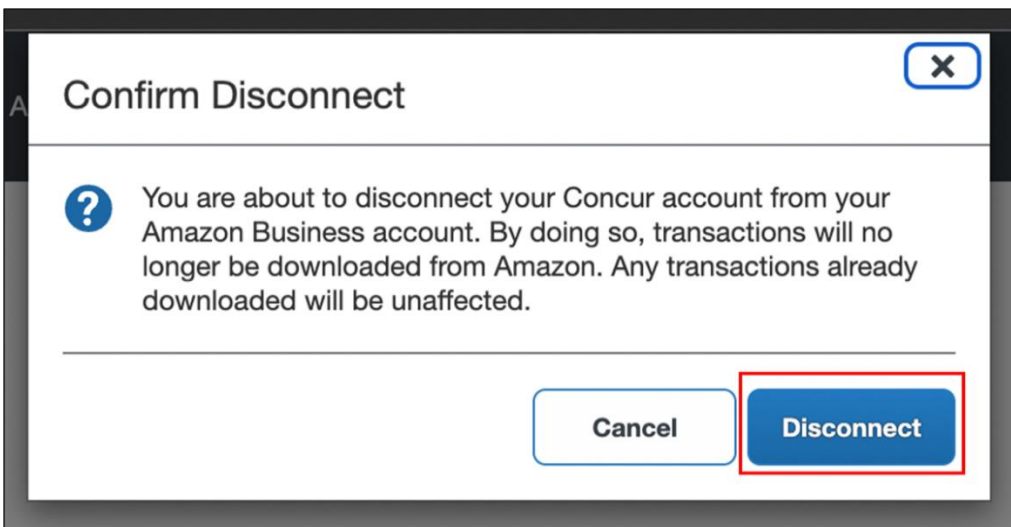 A
Confirm Disconnect
You are about to disconnect your Concur account from your
Amazon Business account. By doing so, transactions will no
longer be downloaded from Amazon. Any transactions already
downloaded will be unaffected.
Cancel
Disconnect